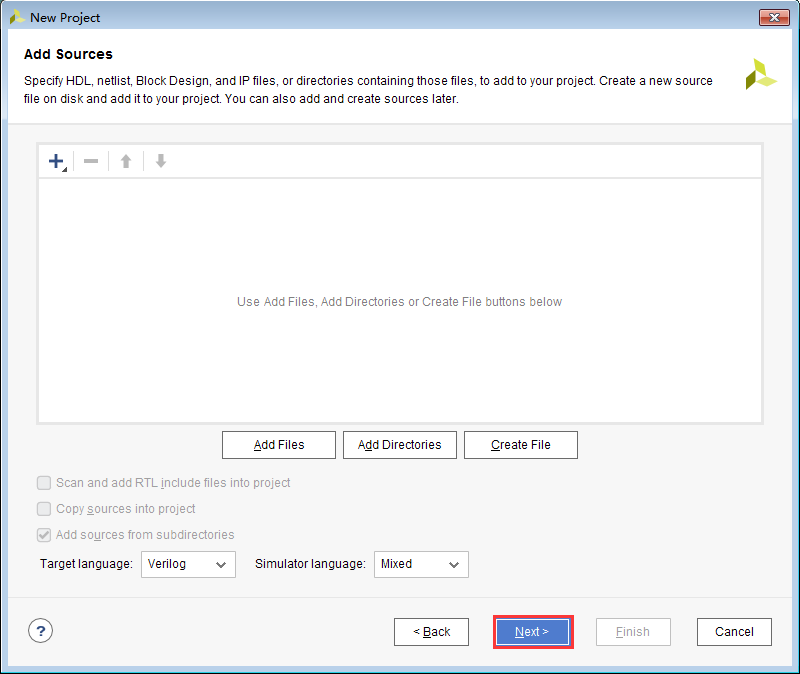 New Project
Add Sources
Specify HDL, netlist, Block Design, and IP files, or directories containing those files, to add to your project. Create a new source
file on disk and add it to your project. You can also add and create sources later.
Use Add Files, Add Directories or Create File buttons below
Add Files Add Directories Create File
Scan and add RTL include files into project
Copy sources into project
Add sources from subdirectories
Target language: Verilog Simulator language: Mixed
? < Back Next > Finish Cancel